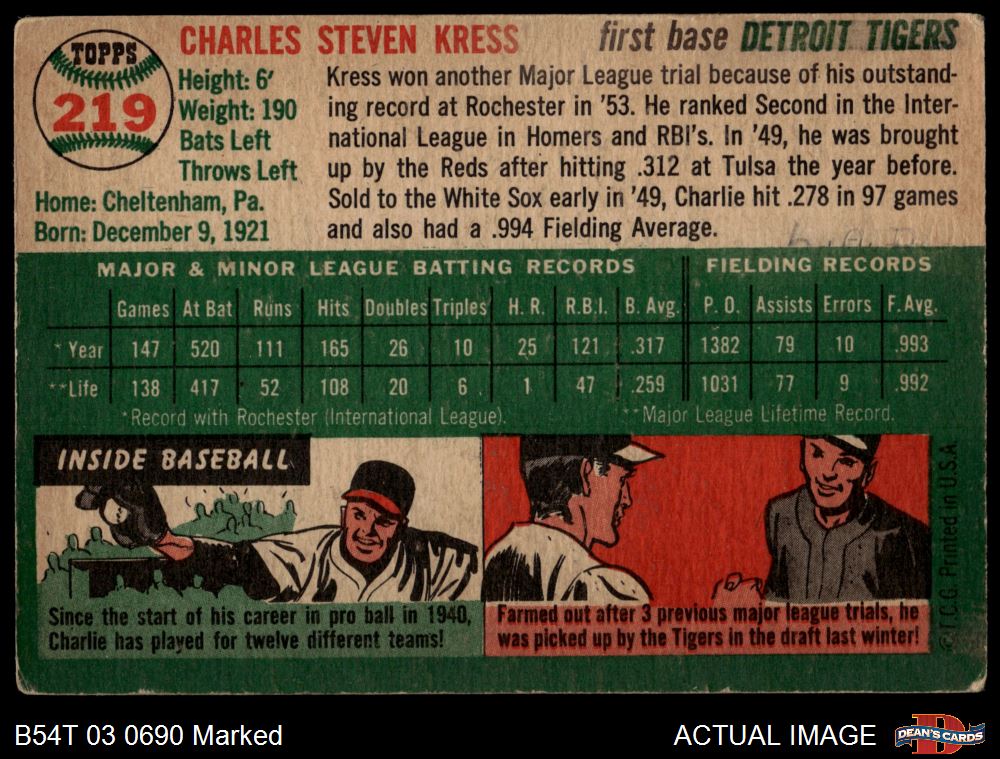 TOPPS
219
CHARLES STEVEN KRESS first base DETROIT TIGERS
Height: 6'
Weight: 190
Bats Left
Throws Left
Home: Cheltenham, Pa.
Born: December 9, 1921
Kress won another Major League trial because of his outstand-
ing record at Rochester in '53. He ranked Second in the Inter-
national League in Homers and RBI's. In '49, he was brought
up by the Reds after hitting .312 at Tulsa the year before.
Sold to the White Sox early in '49, Charlie hit .278 in 97 games
and also had a .994 Fielding Average.
MAJOR & MINOR LEAGUE BATTING RECORDS FIELDING RECORDS
Games At Bat Runs Hits Doubles Triples H. R. R.B.I. B. Avg. P. O. Assists Errors F. Avg.
*Year 147 520 111 165 26 10 25 121 .317 1382 79 10 .993
**Life 138 417 52 108 20 6 1 47 .259 1031 77 9 .992
*Record with Rochester (International League). **Major League Lifetime Record.
INSIDE BASEBALL
Since the start of his career in pro ball in 1940,
Charlie has played for twelve different teams!
Farmed out after 3 previous major league trials, he
was picked up by the Tigers in the draft last winter!
© T.C.G. Printed in U.S.A.
B54T 03 0690 Marked ACTUAL IMAGE
DEAN'S CARDS